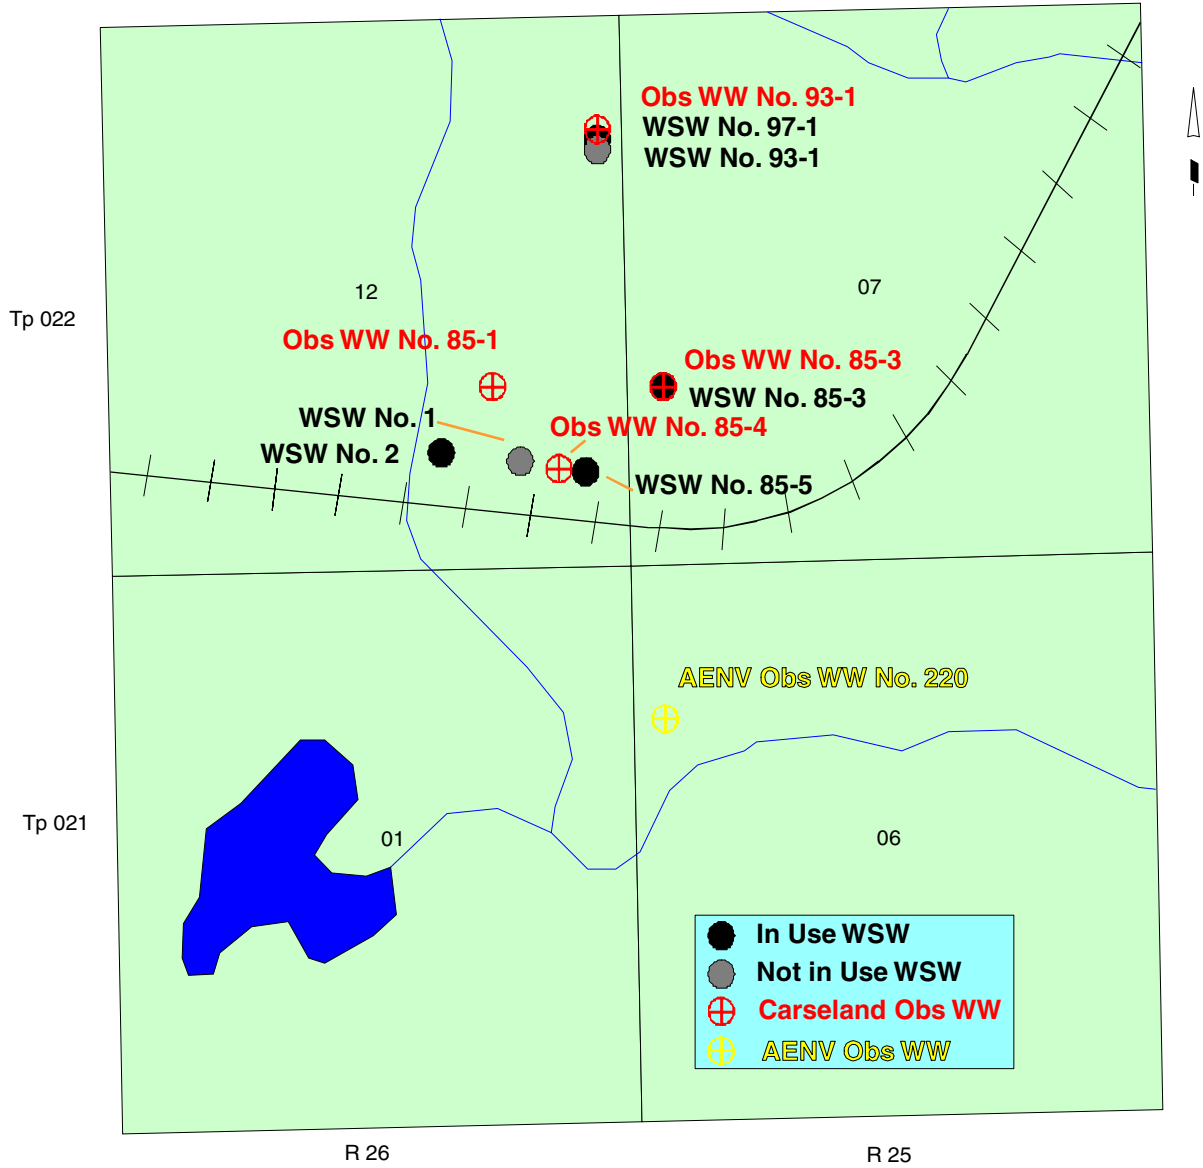 Obs WW No. 93-1
WSW No. 97-1
WSW No. 93-1
12
07
Tp 022
Obs WW No. 85-1
Obs WW No. 85-3
WSW No. 85-3
WSW No. 1
Obs WW No. 85-4
WSW No. 2
WSW No. 85-5
AENV Obs WW No. 220
Tp 021
01
06
In Use WSW
Not in Use WSW
Carseland Obs WW
AENV Obs WW
R 26
R 25